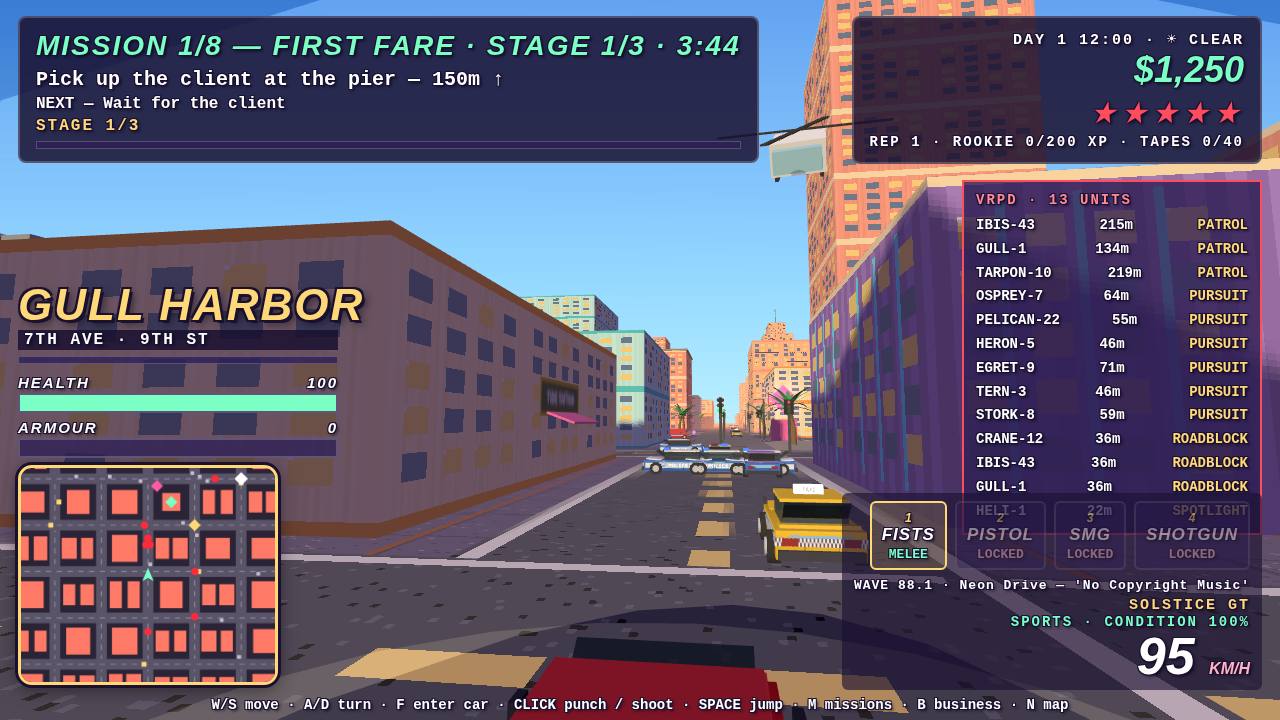 MISSION 1/8 — FIRST FARE · STAGE 1/3 · 3:44
Pick up the client at the pier — 150m ↑
NEXT — Wait for the client
STAGE 1/3
DAY 1 12:00 · ☀ CLEAR
$1,250
★★★★★
REP 1 · ROOKIE 0/200 XP · TAPES 0/40
VRPD · 13 UNITS
IBIS-43 215m PATROL
GULL-1 134m PATROL
TARPON-10 219m PATROL
OSPREY-7 64m PURSUIT
PELICAN-22 55m PURSUIT
HERON-5 46m PURSUIT
EGRET-9 71m PURSUIT
TERN-3 46m PURSUIT
STORK-8 59m PURSUIT
CRANE-12 36m ROADBLOCK
IBIS-43 36m ROADBLOCK
GULL-1 36m ROADBLOCK
HELI-1 22m SPOTLIGHT
GULL HARBOR
7TH AVE · 9TH ST
HEALTH 100
ARMOUR 0
1 2 3 4
FISTS PISTOL SMG SHOTGUN
MELEE LOCKED LOCKED LOCKED
WAVE 88.1 · Neon Drive — 'No Copyright Music'
SOLSTICE GT
SPORTS · CONDITION 100%
95 KM/H
W/S move · A/D turn · F enter car · CLICK punch / shoot · SPACE jump · M missions · B business · N map